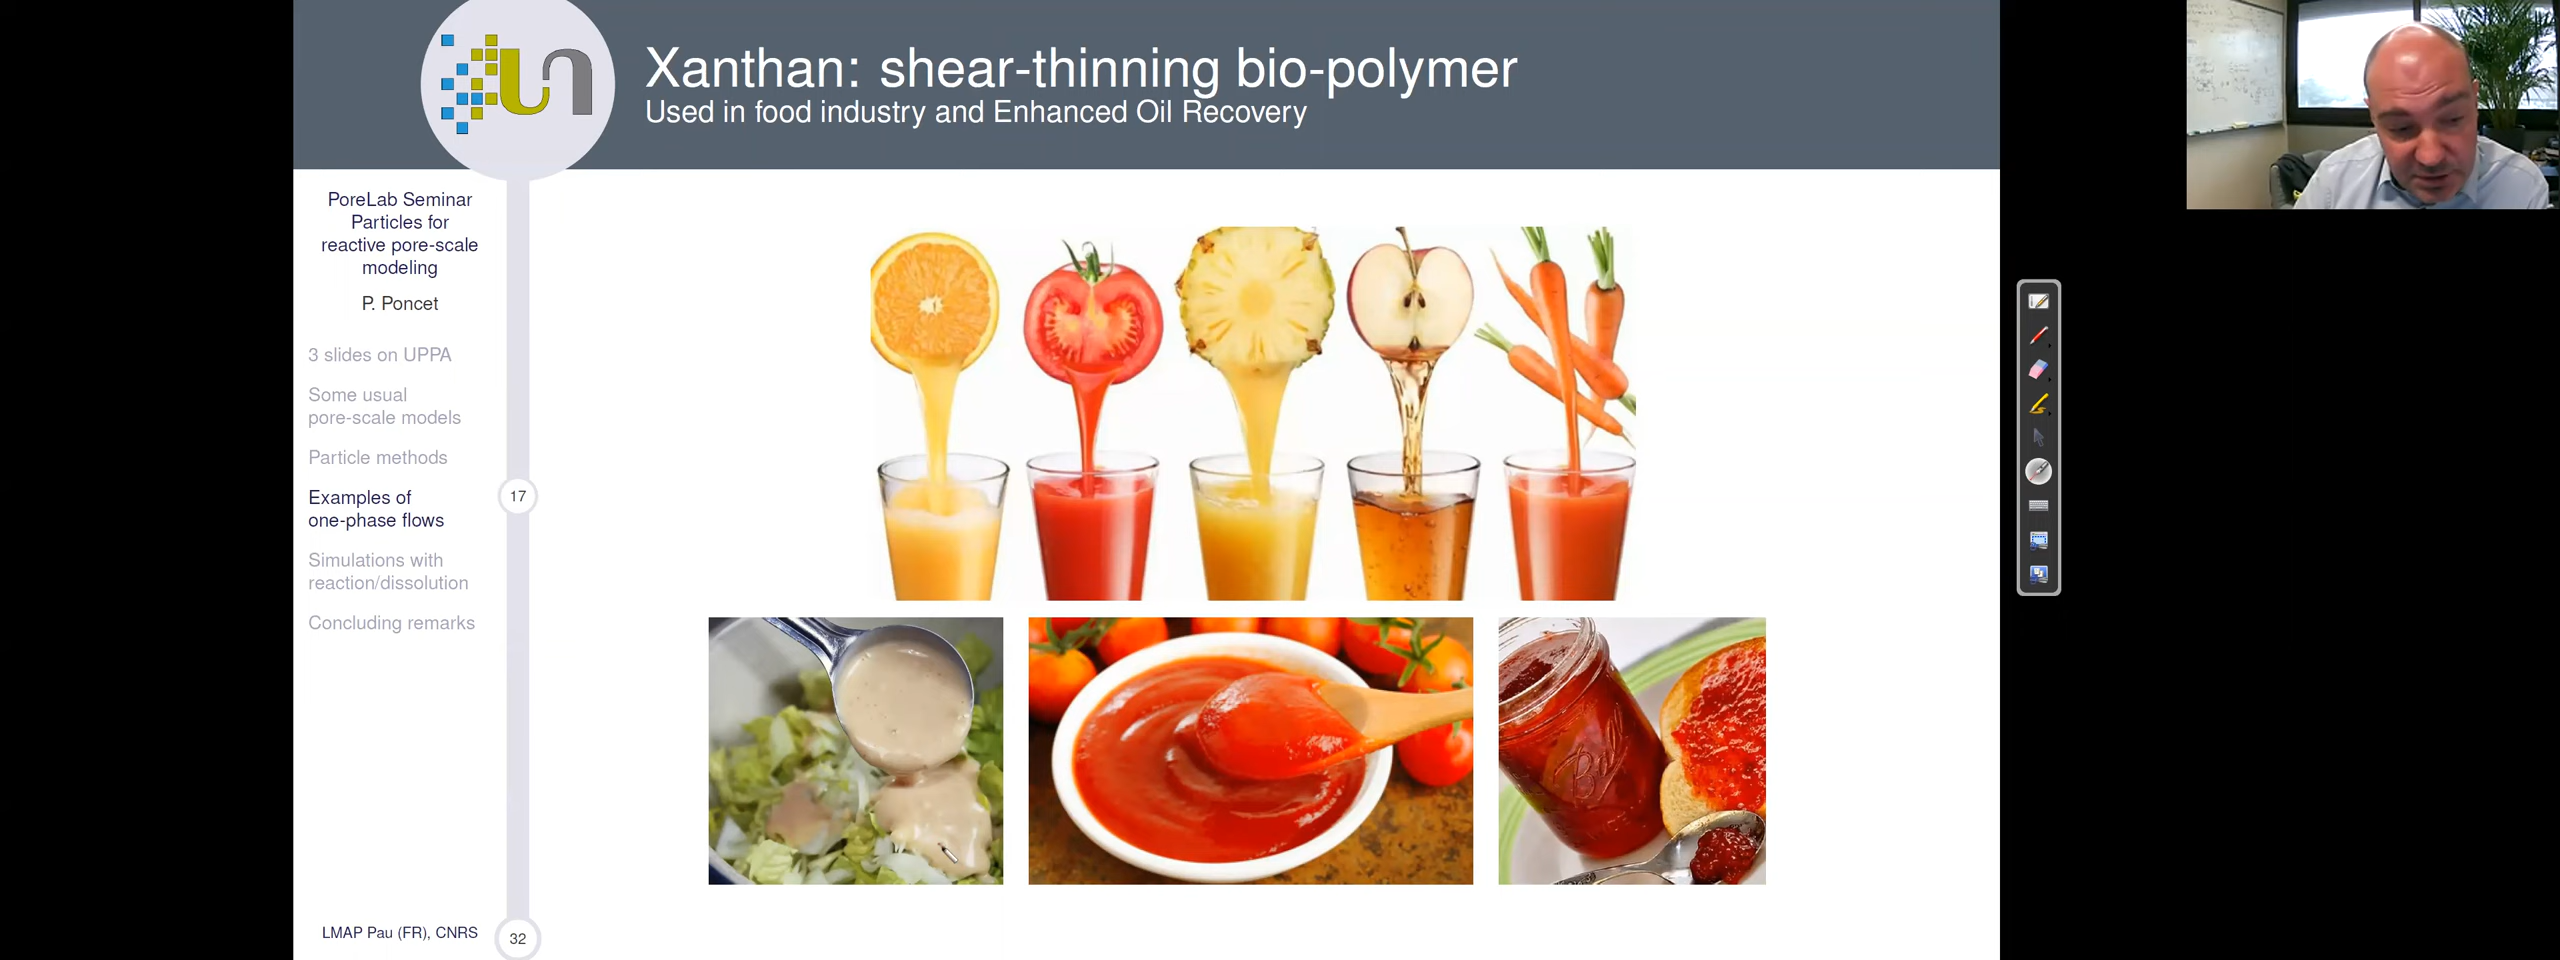 Xanthan: shear-thinning bio-polymer
Used in food industry and Enhanced Oil Recovery
PoreLab Seminar
Particles for
reactive pore-scale
modeling
P. Poncet
3 slides on UPPA
Some usual
pore-scale models
Particle methods
Examples of
one-phase flows
17
Simulations with
reaction/dissolution
Concluding remarks
LMAP Pau (FR), CNRS
32
Ball